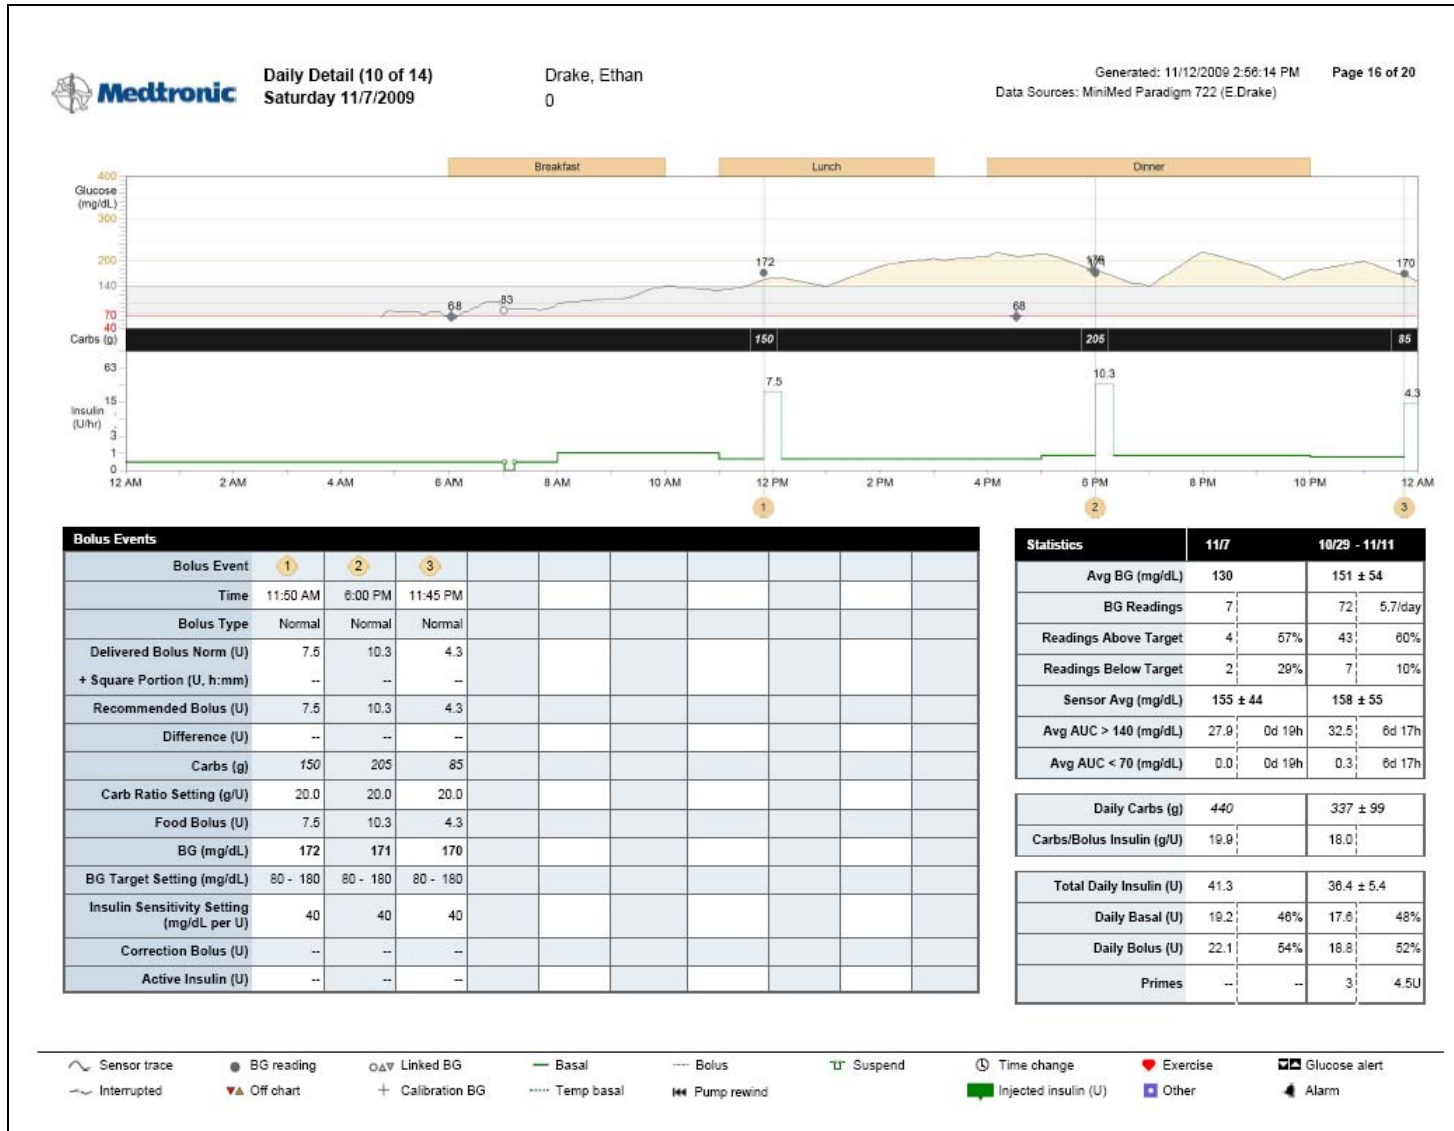 Medtronic
Daily Detail (10 of 14)
Saturday 11/7/2009
Drake, Ethan
0
Generated: 11/12/2009 2:56:14 PM Page 16 of 20
Data Sources: MiniMed Paradigm 722 (E.Drake)
Breakfast Lunch Dinner
400
Glucose
(mg/dL)
300
200
140
70
40
68 83 172 68 170
Carbs (g) 150 205 85
63
15
Insulin
(U/hr)
3
1
0
7.5 10.3 4.3
12 AM 2 AM 4 AM 6 AM 8 AM 10 AM 12 PM 2 PM 4 PM 6 PM 8 PM 10 PM 12 AM
1 2 3
Bolus Events
Bolus Event 1 2 3
Time 11:50 AM 6:00 PM 11:45 PM
Bolus Type Normal Normal Normal
Delivered Bolus Norm (U) 7.5 10.3 4.3
+ Square Portion (U, h:mm) -- -- --
Recommended Bolus (U) 7.5 10.3 4.3
Difference (U) -- -- --
Carbs (g) 150 205 85
Carb Ratio Setting (g/U) 20.0 20.0 20.0
Food Bolus (U) 7.5 10.3 4.3
BG (mg/dL) 172 171 170
BG Target Setting (mg/dL) 80 - 180 80 - 180 80 - 180
Insulin Sensitivity Setting
(mg/dL per U) 40 40 40
Correction Bolus (U) -- -- --
Active Insulin (U) -- -- --
Statistics 11/7 10/29 - 11/11
Avg BG (mg/dL) 130 151 ± 54
BG Readings 7 72 5.7/day
Readings Above Target 4 57% 43 60%
Readings Below Target 2 29% 7 10%
Sensor Avg (mg/dL) 155 ± 44 158 ± 55
Avg AUC > 140 (mg/dL) 27.9 0d 19h 32.5 6d 17h
Avg AUC < 70 (mg/dL) 0.0 0d 19h 0.3 6d 17h
Daily Carbs (g) 440 337 ± 99
Carbs/Bolus Insulin (g/U) 19.9 18.0
Total Daily Insulin (U) 41.3 36.4 ± 5.4
Daily Basal (U) 19.2 46% 17.6 48%
Daily Bolus (U) 22.1 54% 18.8 52%
Primes -- -- 3 4.5U
Sensor trace BG reading Linked BG Basal Bolus Suspend Time change Exercise Glucose alert
Interrupted Off chart Calibration BG Temp basal Pump rewind Injected insulin (U) Other Alarm